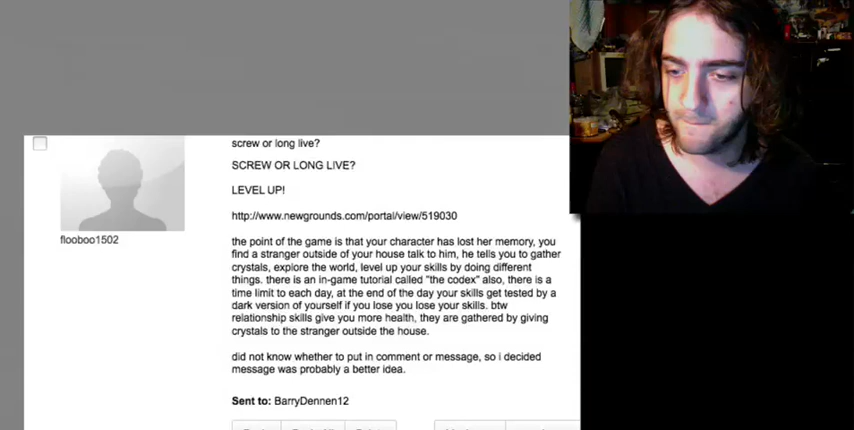 screw or long live?
SCREW OR LONG LIVE?
LEVEL UP!
http://www.newgrounds.com/portal/view/519030
flooboo1502
the point of the game is that your character has lost her memory, you
find a stranger outside of your house talk to him, he tells you to gather
crystals, explore the world, level up your skills by doing different
things. there is an in-game tutorial called "the codex" also, there is a
time limit to each day, at the end of the day your skills get tested by a
dark version of yourself if you lose you lose your skills. btw
relationship skills give you more health, they are gathered by giving
crystals to the stranger outside the house.
did not know whether to put in comment or message, so i decided
message was probably a better idea.
Sent to: BarryDennen12